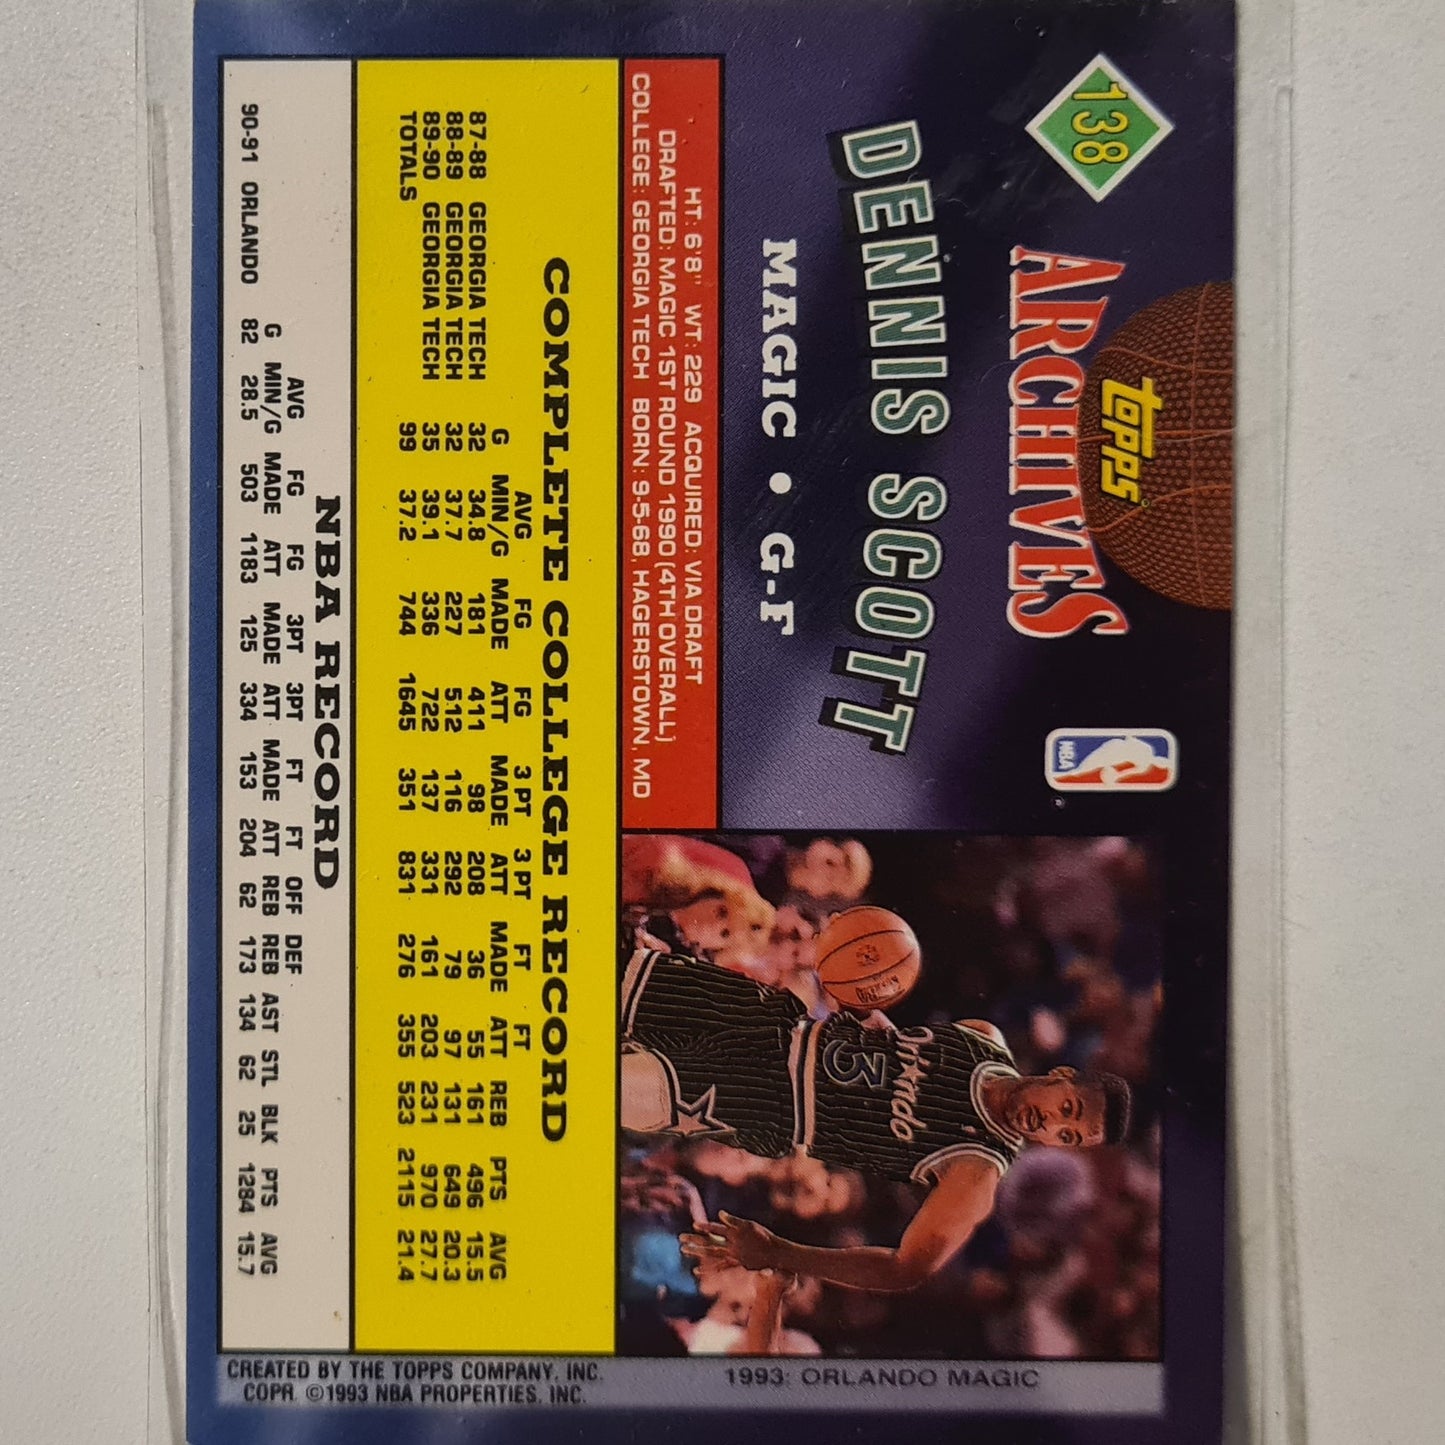 138
TOPPS
ARCHIVES
NBA
DENNIS SCOTT
MAGIC • G-F
HT: 6'8" WT: 229 ACQUIRED: VIA DRAFT
DRAFTED: MAGIC 1ST ROUND 1990 (4TH OVERALL)
COLLEGE: GEORGIA TECH BORN: 9-5-68, HAGERSTOWN, MD
Orlando
3
COMPLETE COLLEGE RECORD
AVG FG FG 3 PT 3 PT FT FT
G MIN/G MADE ATT MADE ATT MADE ATT REB PTS AVG
87-88 GEORGIA TECH 32 34.8 181 411 98 208 36 55 161 496 15.5
88-89 GEORGIA TECH 32 37.7 227 512 116 292 79 97 131 649 20.3
89-90 GEORGIA TECH 35 39.1 336 722 137 331 161 203 231 970 27.7
TOTALS 99 37.2 744 1645 351 831 276 355 523 2115 21.4
NBA RECORD
AVG FG FG 3PT 3PT FT FT OFF DEF
G MIN/G MADE ATT MADE ATT MADE ATT REB REB AST STL BLK PTS AVG
90-91 ORLANDO 82 28.5 503 1183 125 334 153 204 62 173 134 62 25 1284 15.7
1993: ORLANDO MAGIC
CREATED BY THE TOPPS COMPANY, INC.
COPR. ©1993 NBA PROPERTIES, INC.